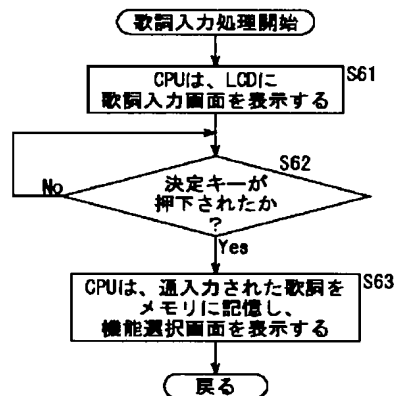 歌詞入力処理開始
CPUは、LCDに
歌詞入力画面を表示する
S61
S62
決定キーが
押下されたか
?
No
Yes
CPUは、通入力された歌詞を
メモリに記憶し、
機能選択画面を表示する
S63
戻る